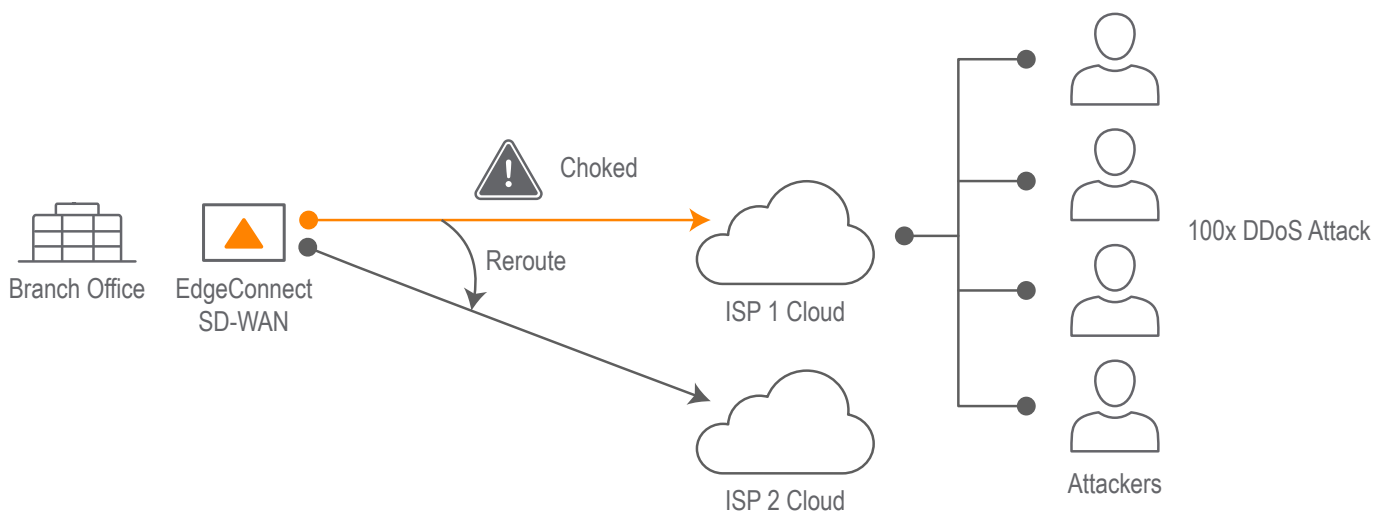 Choked
100x DDoS Attack
Reroute
Branch Office
EdgeConnect
SD-WAN
ISP 1 Cloud
ISP 2 Cloud
Attackers